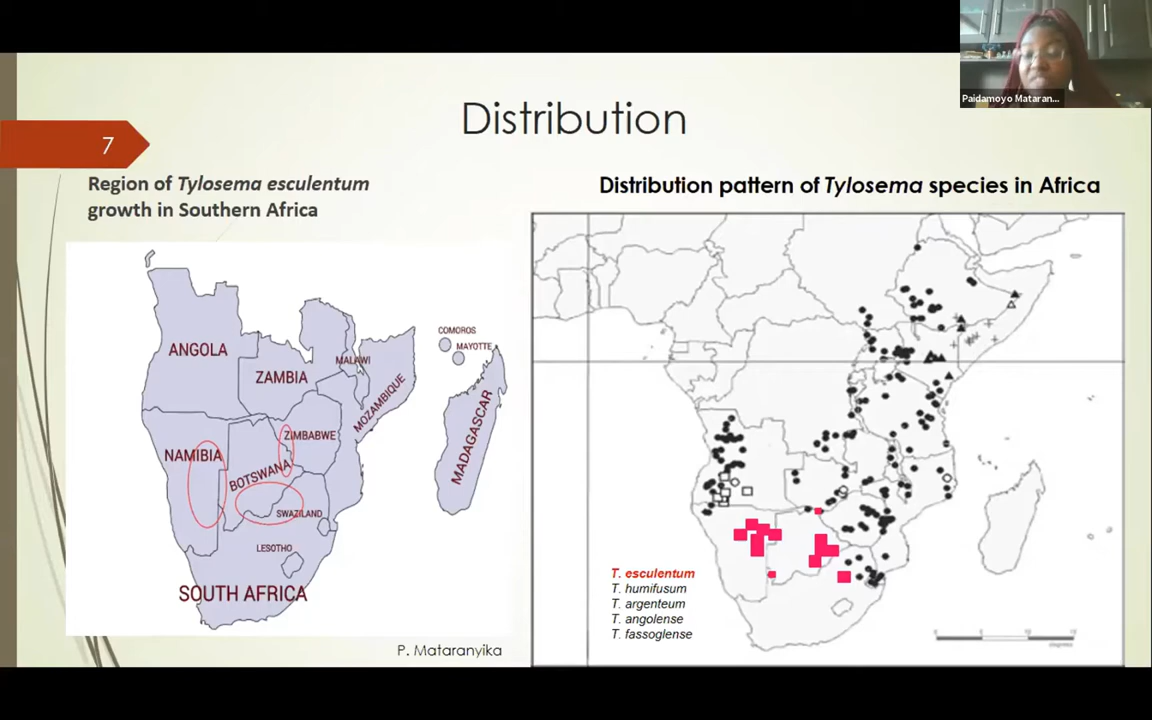 Paidamoyo Mataran...
Distribution
7
Region of Tylosema esculentum
growth in Southern Africa
Distribution pattern of Tylosema species in Africa
COMOROS
MAYOTTE
ANGOLA
MALAWI
ZAMBIA
MOZAMBIQUE
MADAGASCAR
ZIMBABWE
NAMIBIA
BOTSWANA
SWAZILAND
LESOTHO
SOUTH AFRICA
T. esculentum
T. humifusum
T. argenteum
T. angolense
T. fassoglense
P. Mataranyika